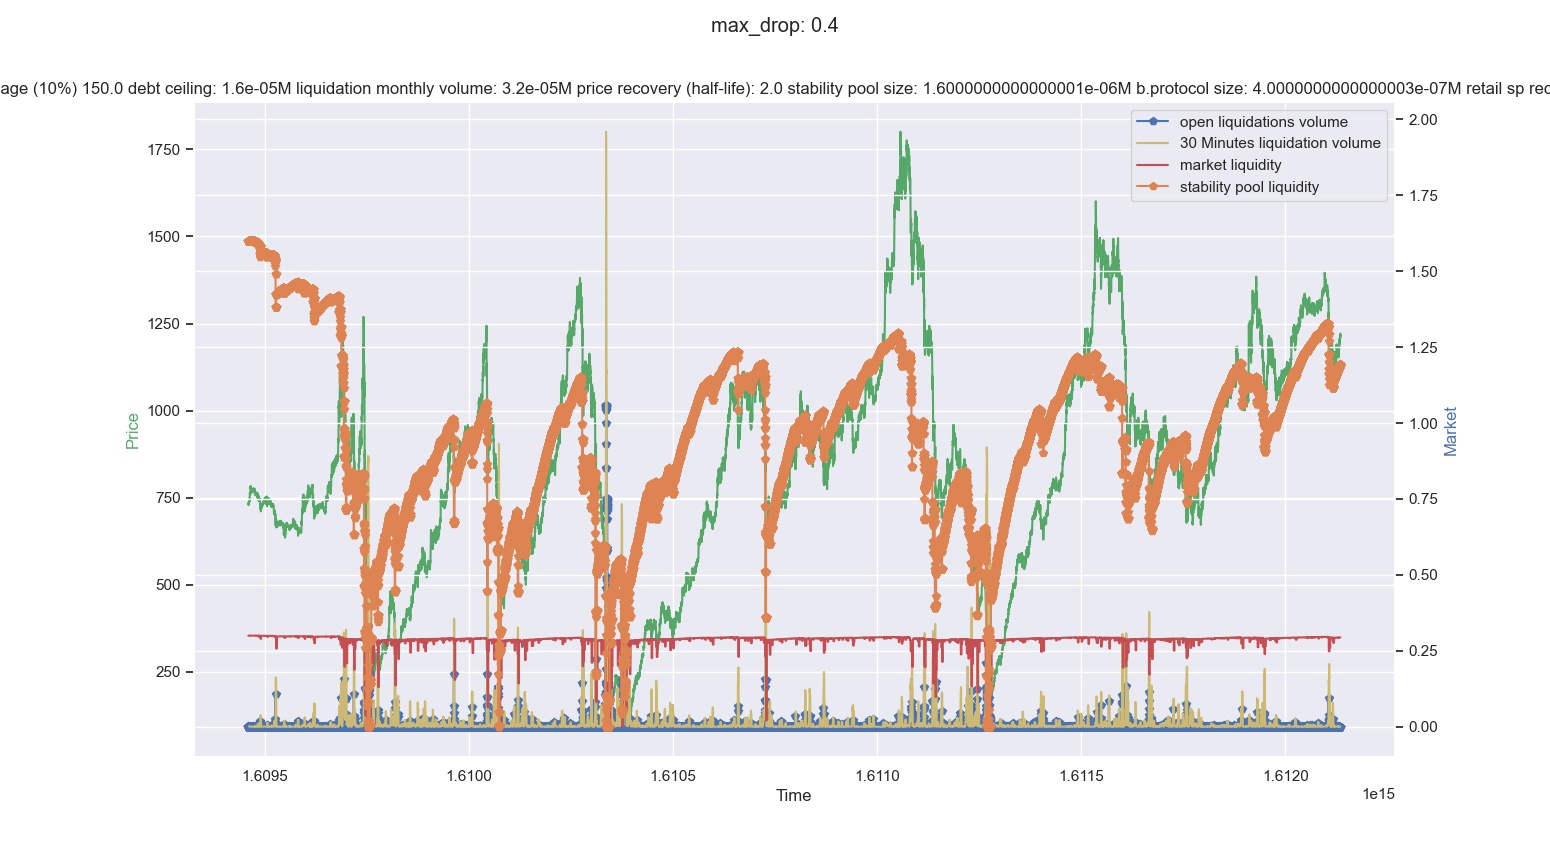 max_drop: 0.4
age (10%) 150.0 debt ceiling: 1.6e-05M liquidation monthly volume: 3.2e-05M price recovery (half-life): 2.0 stability pool size: 1.6000000000000001e-06M b.protocol size: 4.0000000000000003e-07M retail sp rec
open liquidations volume
30 Minutes liquidation volume
market liquidity
stability pool liquidity
1750
1500
1250
1000
750
500
250
Price
2.00
1.75
1.50
1.25
1.00
0.75
0.50
0.25
0.00
Market
1.6095 1.6100 1.6105 1.6110 1.6115 1.6120
Time
1e15